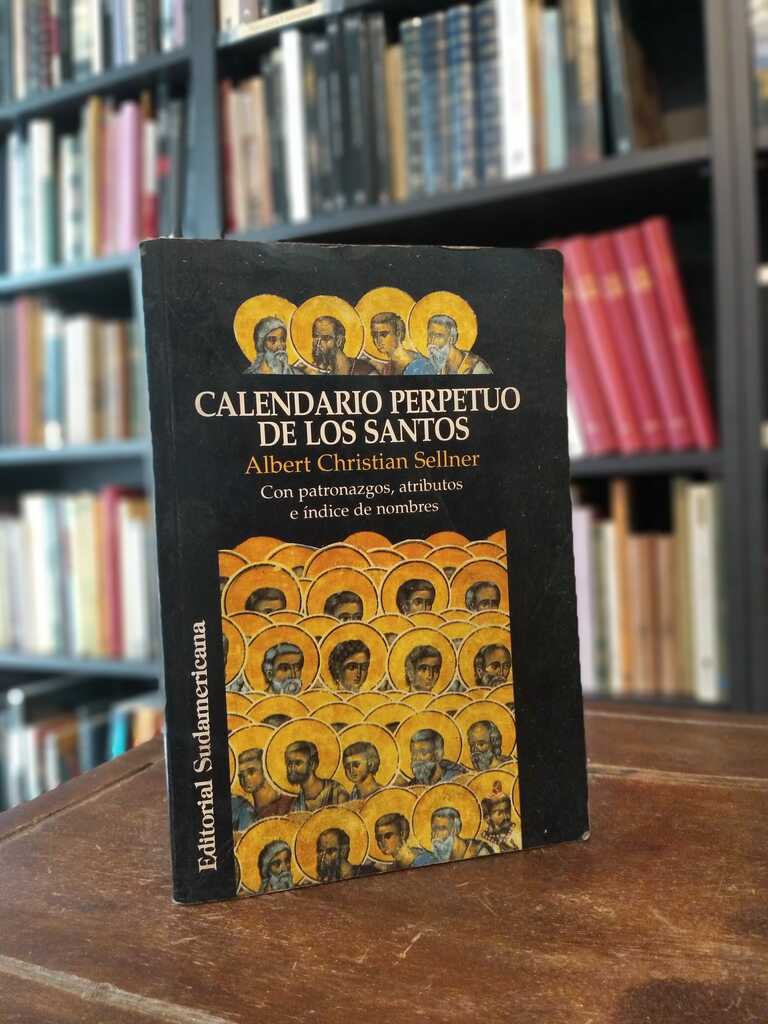 CALENDARIO PERPETUO
DE LOS SANTOS
Albert Christian Sellner
Con patronazgos, atributos
e índice de nombres
Editorial Sudamericana